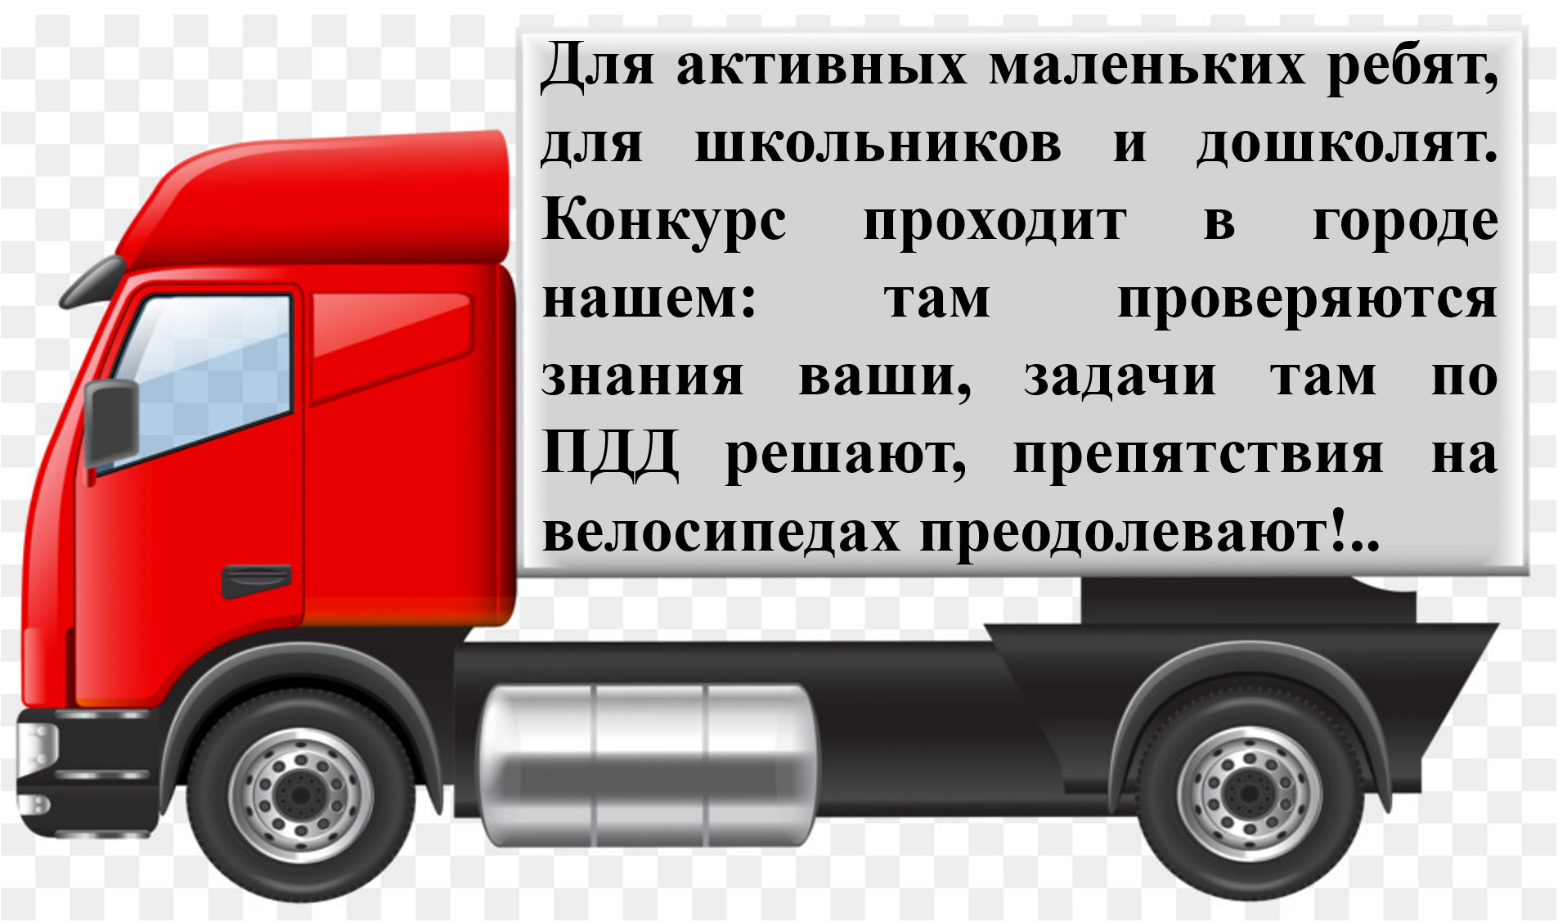 Для активных маленьких ребят,
для школьников и дошколят.
Конкурс проходит в городе
нашем: там проверяются
знания ваши, задачи там по
ПДД решают, препятствия на
велосипедах преодолевают!..